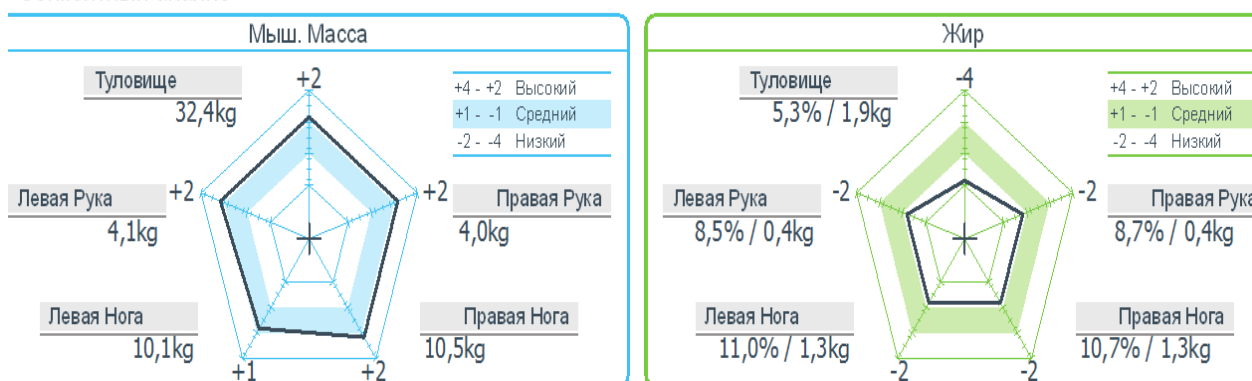 Мыш. Масса
Туловище
32,4kg
+2
+4 - +2 Высокий
+1 - -1 Средний
-2 - -4 Низкий
Левая Рука
4,1kg
+2
+2
Правая Рука
4,0kg
Левая Нога
10,1kg
+1
+2
Правая Нога
10,5kg
Жир
Туловище
5,3% / 1,9kg
-4
+4 - +2 Высокий
+1 - -1 Средний
-2 - -4 Низкий
Левая Рука
8,5% / 0,4kg
-2
-2
Правая Рука
8,7% / 0,4kg
Левая Нога
11,0% / 1,3kg
-2
-2
Правая Нога
10,7% / 1,3kg